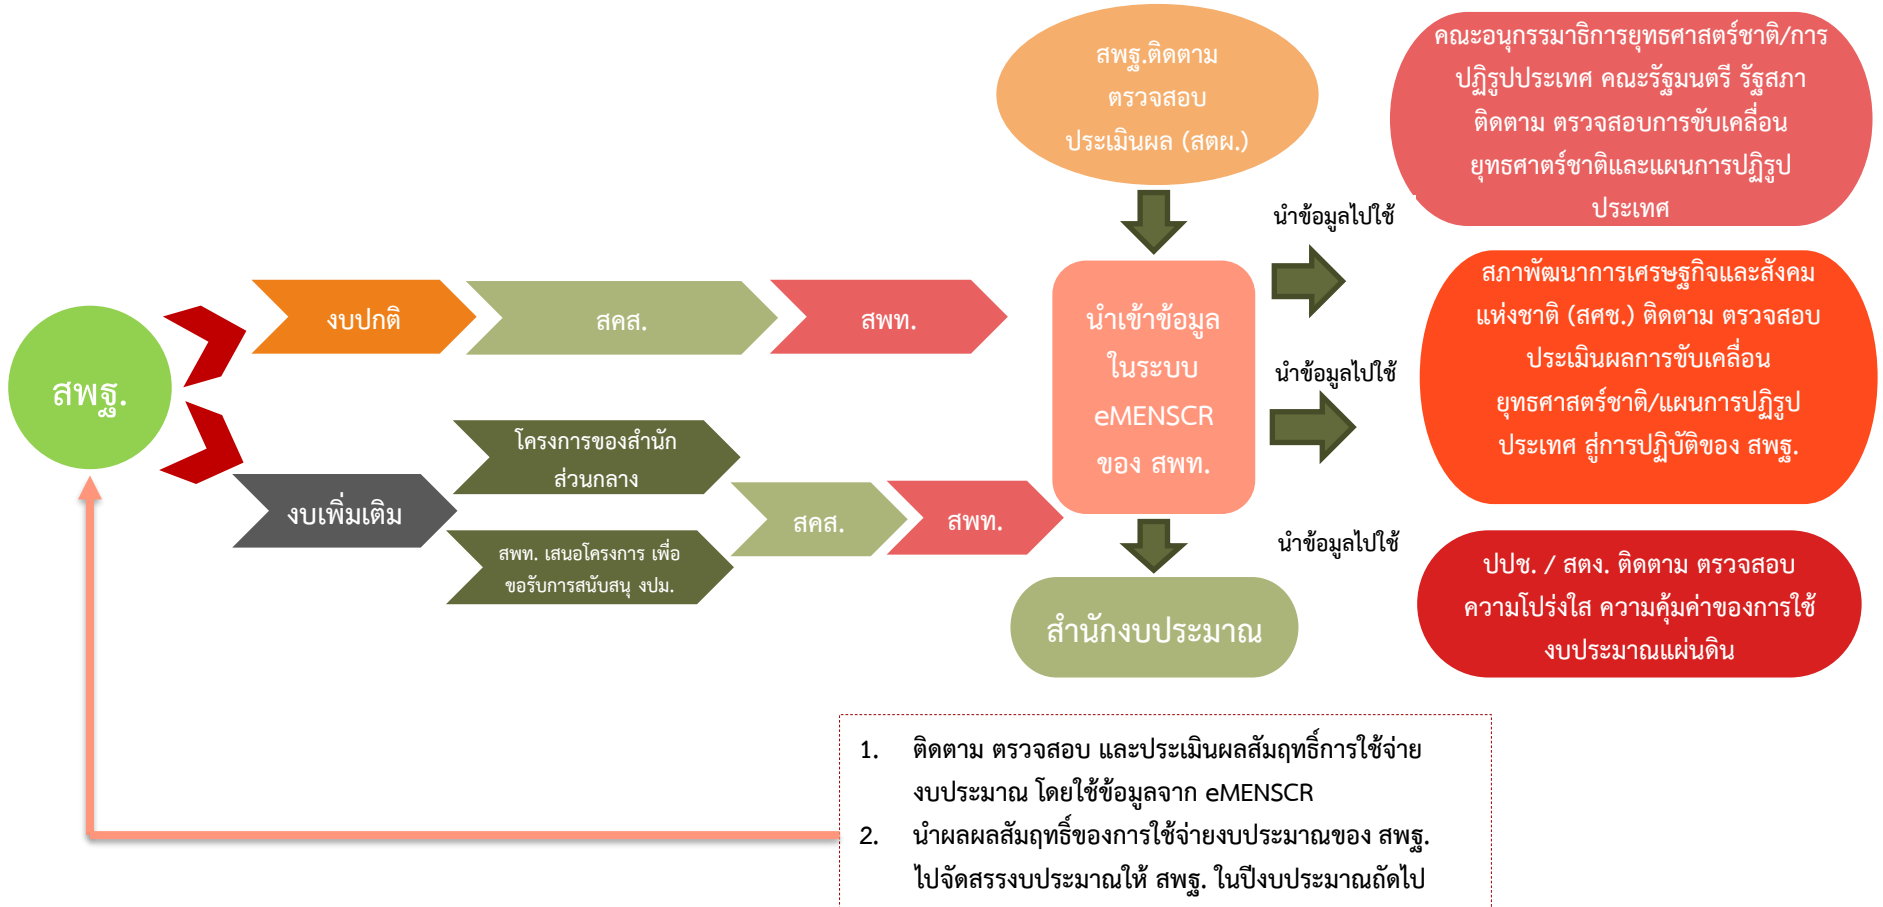 สพฐ.ติดตาม
ตรวจสอบ
ประเมินผล (สตผ.)
คณะอนุกรรมาธิการยุทธศาสตร์ชาติ/การ
ปฏิรูปประเทศ คณะรัฐมนตรี รัฐสภา
ติดตาม ตรวจสอบการขับเคลื่อน
ยุทธศาตร์ชาติและแผนการปฏิรูป
ประเทศ
นำข้อมูลไปใช้
สพฐ.
งบปกติ
สคส.
สพท.
นำเข้าข้อมูล
ในระบบ
eMENSCR
ของ สพท.
สภาพัฒนาการเศรษฐกิจและสังคม
แห่งชาติ (สศช.) ติดตาม ตรวจสอบ
ประเมินผลการขับเคลื่อน
ยุทธศาสตร์ชาติ/แผนการปฏิรูป
ประเทศ สู่การปฏิบัติของ สพฐ.
นำข้อมูลไปใช้
งบเพิ่มเติม
โครงการของสำนัก
ส่วนกลาง
สพท. เสนอโครงการ เพื่อ
ขอรับการสนับสนุ งปม.
สคส.
สพท.
นำข้อมูลไปใช้
สำนักงบประมาณ
ปปช. / สตง. ติดตาม ตรวจสอบ
ความโปร่งใส ความคุ้มค่าของการใช้
งบประมาณแผ่นดิน
1. ติดตาม ตรวจสอบ และประเมินผลสัมฤทธิ์การใช้จ่าย
งบประมาณ โดยใช้ข้อมูลจาก eMENSCR
2. นำผลผลสัมฤทธิ์ของการใช้จ่ายงบประมาณของ สพฐ.
ไปจัดสรรงบประมาณให้ สพฐ. ในปีงบประมาณถัดไป